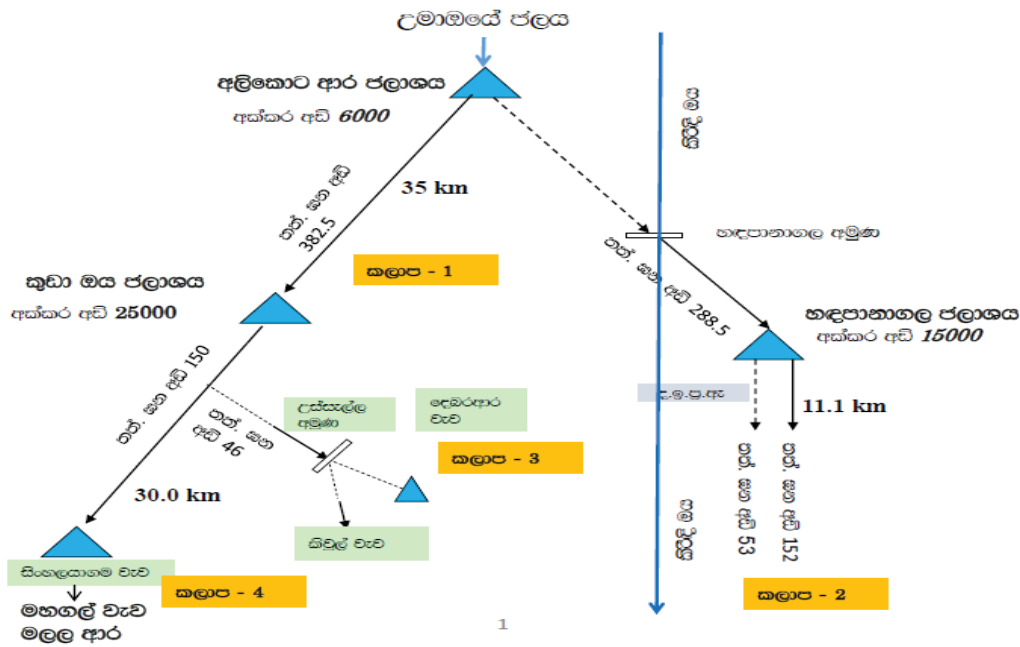 උමාඔයේ ජලය
අලිකොට ආර ජලාශය
අක්කර අඩි 6000
කිරිඳි ඔය
තත්. ඝන අඩි
382.5
35 km
හඳපානාගල අමුණ
කලාප - 1
තත්. ඝන අඩි 288.5
කුඩා ඔය ජලාශය
අක්කර අඩි 25000
හඳපානාගල ජලාශය
අක්කර අඩි 15000
තත්. ඝන අඩි 150
ද.ඉ.ප්‍ර.ඇ
උස්සැල්ල
අමුණ
දෙබරආර
වැව
11.1 km
තත්. ඝන
අඩි 46
කලාප - 3
තත්. ඝන අඩි 53
තත්. ඝන අඩි 152
30.0 km
කිවුල් වැව
සිංහලයාගම වැව
කලාප - 4
කලාප - 2
මහගල් වැව
මලල ආර
1